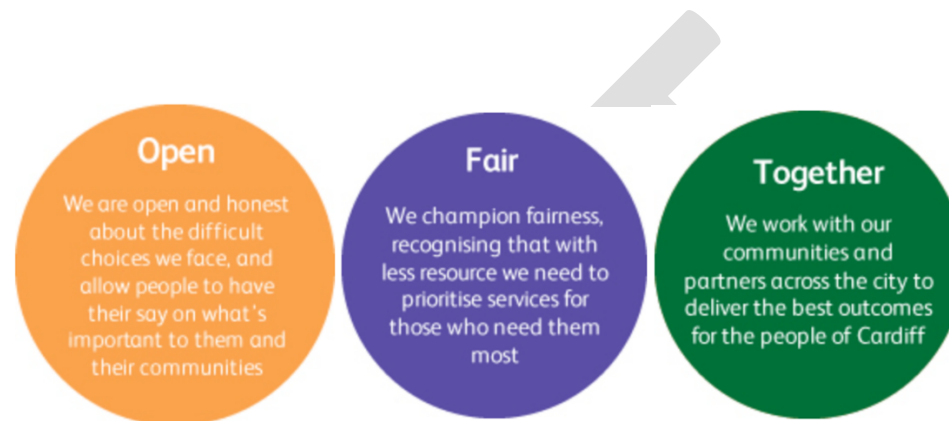 Open
We are open and honest
about the difficult
choices we face, and
allow people to have
their say on what's
important to them and
their communities
Fair
We champion fairness,
recognising that with
less resource we need to
prioritise services for
those who need them
most
Together
We work with our
communities and
partners across the city to
deliver the best outcomes
for the people of Cardiff